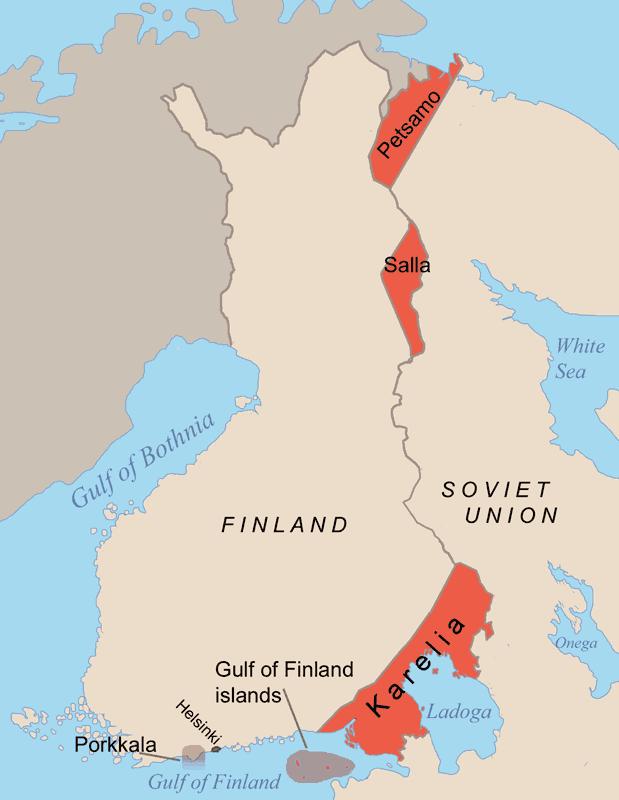 Petsamo
Salla
White
Sea
Gulf of Bothnia
SOVIET
UNION
FINLAND
Onega
Karelia
Gulf of Finland
islands
Ladoga
Helsinki
Porkkala
Gulf of Finland